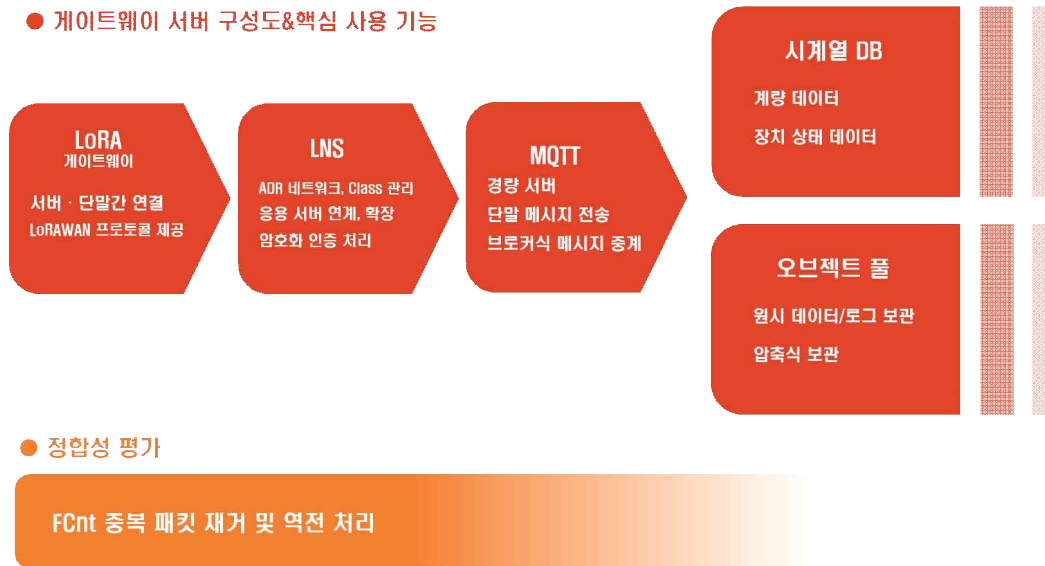 게이트웨이 서버 구성도&핵심 사용 기능
LoRA
게이트웨이
서버 · 단말간 연결
LoRAWAN 프로토콜 제공
LNS
ADR 네트워크, Class 관리
응용 서버 연계, 확장
암호화 인증 처리
MQTT
경량 서버
단말 메시지 전송
브로커식 메시지 중계
시계열 DB
계량 데이터
장치 상태 데이터
오브젝트 풀
원시 데이터/로그 보관
압축식 보관
정합성 평가
FCnt 중복 패킷 재거 및 역전 처리